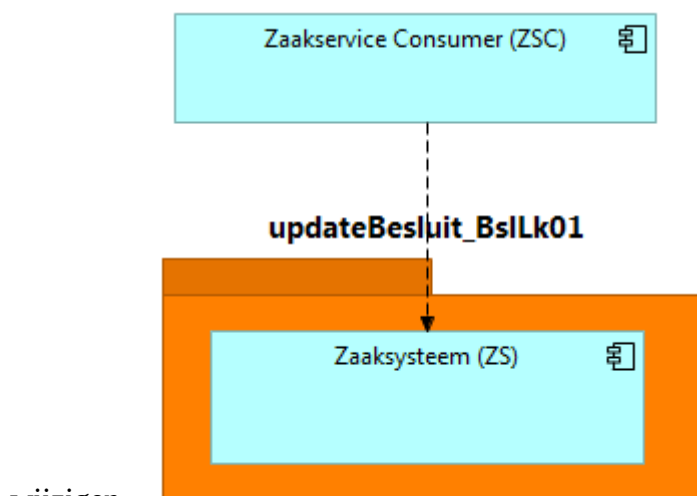 Zaakservice Consumer (ZSC)
updateBesluit_BslLk01
Zaaksysteem (ZS)